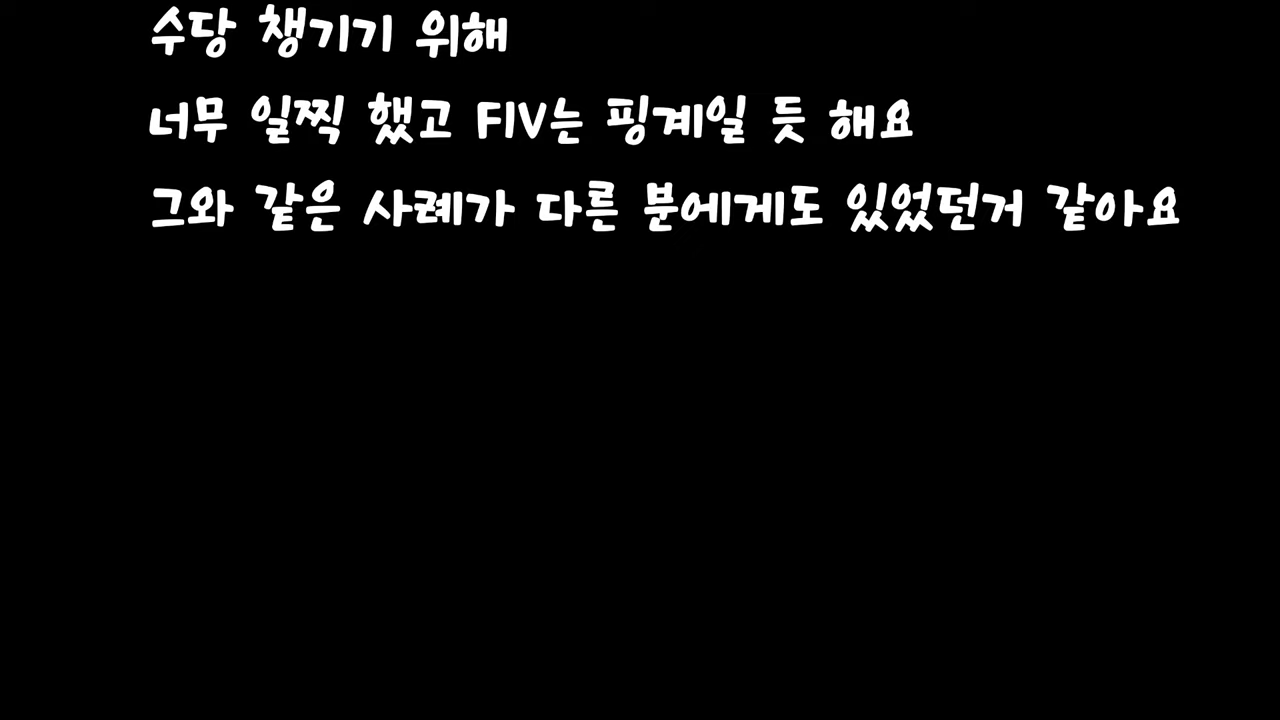 수당 챙기기 위해
너무 일찍 했고 FIV는 핑계일 듯 해요
그와 같은 사례가 다른 분에게도 있었던거 같아요